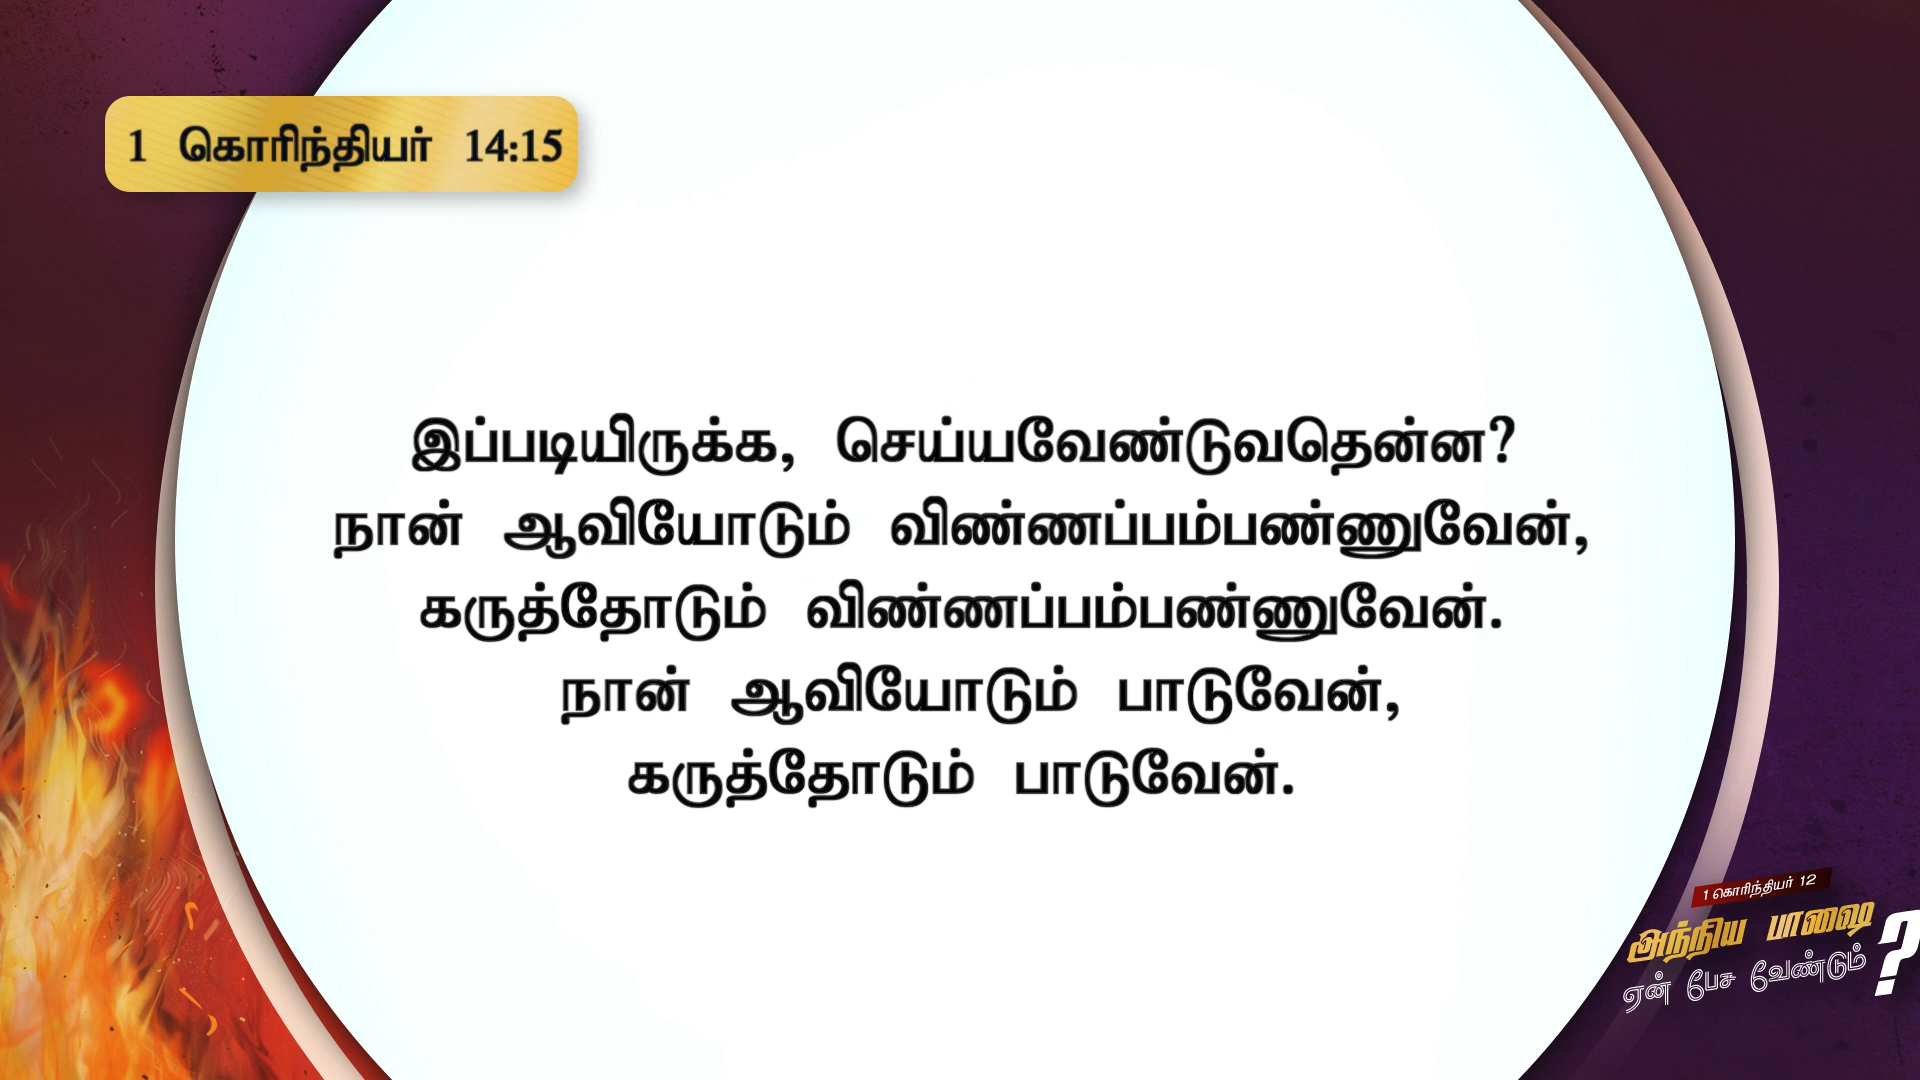 1 கொரிந்தியர் 14:15
இப்படியிருக்க, செய்யவேண்டுவதென்ன?
நான் ஆவியோடும் விண்ணப்பம்பண்ணுவேன்,
கருத்தோடும் விண்ணப்பம்பண்ணுவேன்.
நான் ஆவியோடும் பாடுவேன்,
கருத்தோடும் பாடுவேன்.
1 கொரிந்தியர் 12
அந்நிய பாஷை
ஏன் பேச வேண்டும்?